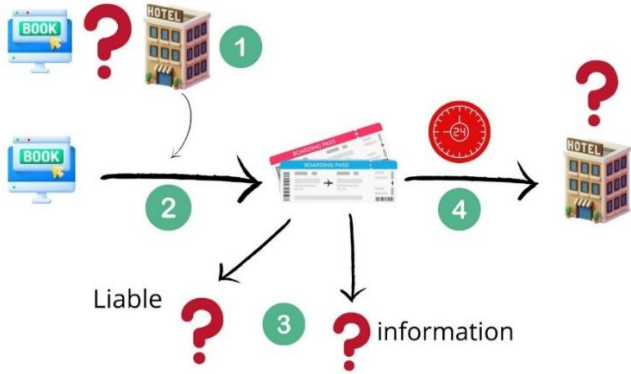 BOOK
HOTEL
1
BOOK
BOARDING PASS
BOARDING PASS
24
HOTEL
2
4
Liable
3
information